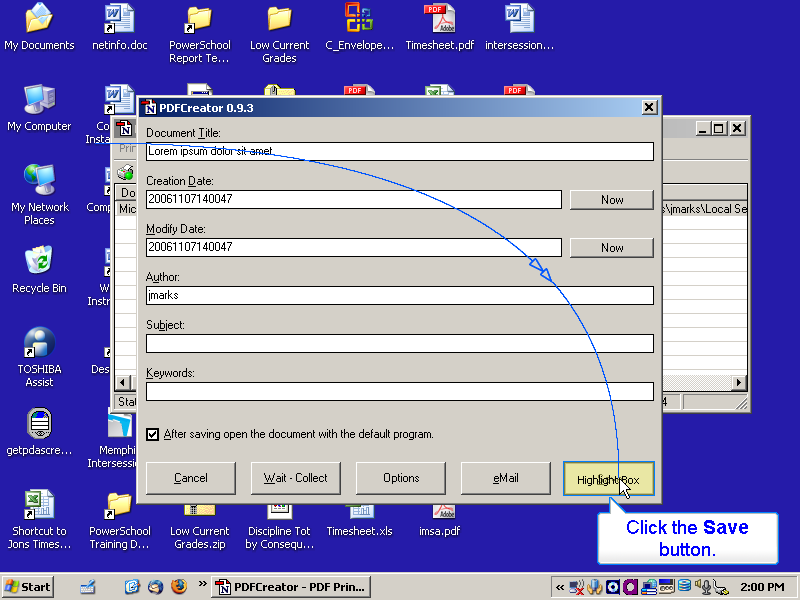 My Documents
netinfo.doc
PowerSchool
Report Te...
Low Current
Grades
C_Envelope...
Timesheet.pdf
intersession...
My Computer
Co
Insta
My Network
Places
Comp
Recycle Bin
W
Instr
TOSHIBA
Assist
Des
getpdascre...
Memphi
Intersessi
Shortcut to
Jons Times...
PowerSchool
Training D...
Low Current
Grades.zip
Discipline Tot
by Consequ...
Timesheet.xls
imsa.pdf
Prin
Do
Mic
s\jmarks\Local Se
Stat
4
PDFCreator 0.9.3
Document Title:
Lorem ipsum dolor sit amet
Creation Date:
20061107140047
Now
Modify Date:
20061107140047
Now
Author:
jmarks
Subject:
Keywords:
After saving open the document with the default program.
Cancel
Wait - Collect
Options
eMail
Highlight Box
Click the Save
button.
Start
PDFCreator - PDF Prin...
2:00 PM